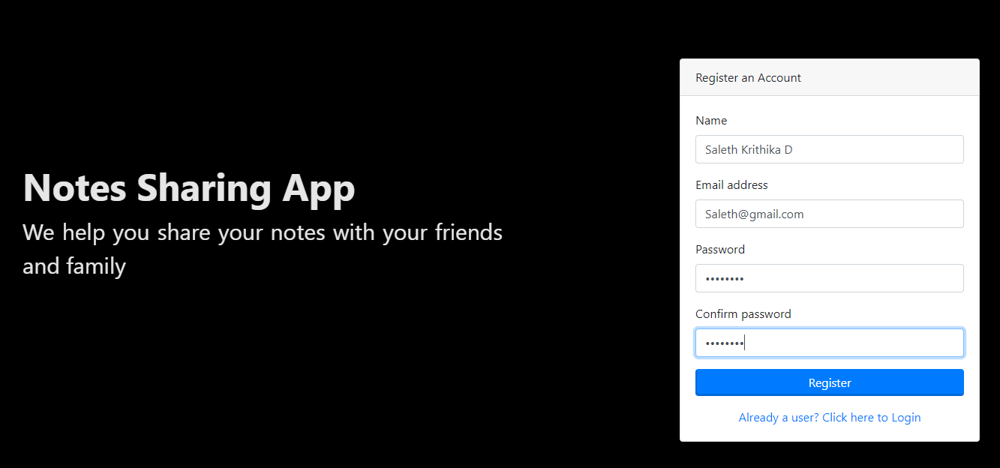 Notes Sharing App
We help you share your notes with your friends
and family
Register an Account
Name
Saleth Krithika D
Email address
Saleth@gmail.com
Password
••••••••
Confirm password
••••••••
Register
Already a user? Click here to Login